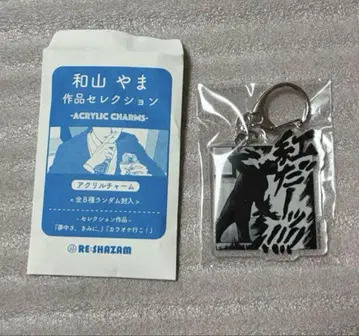 和山 やま
作品セレクション
-ACRYLIC CHARMS-
アクリルチャーム
<全8種ランダム封入>
-セレクション作品-
「夢中さ、きみに。」「カラオケ行こ!」
RE:SHAZAM
紅だーーッ!!!!